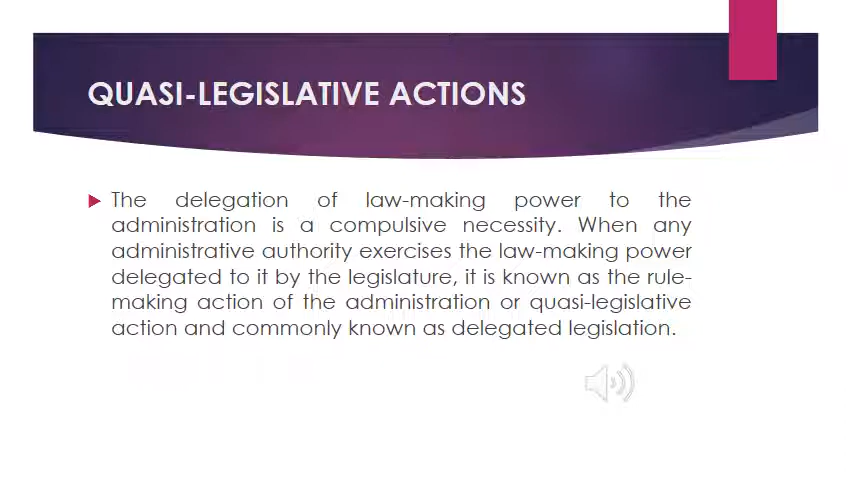 QUASI-LEGISLATIVE ACTIONS
The delegation of law-making power to the
administration is a compulsive necessity. When any
administrative authority exercises the law-making power
delegated to it by the legislature, it is known as the rule-
making action of the administration or quasi-legislative
action and commonly known as delegated legislation.